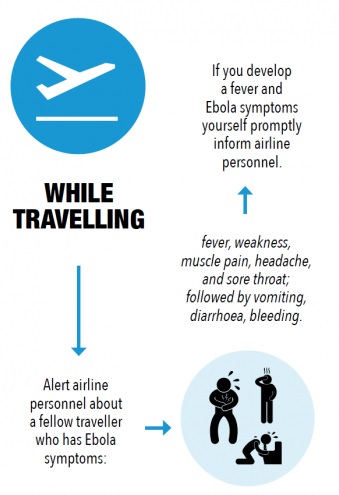 WHILE
TRAVELLING
Alert airline
personnel about
a fellow traveller
who has Ebola
symptoms:
fever, weakness,
muscle pain, headache,
and sore throat;
followed by vomiting,
diarrhoea, bleeding.
If you develop
a fever and
Ebola symptoms
yourself promptly
inform airline
personnel.